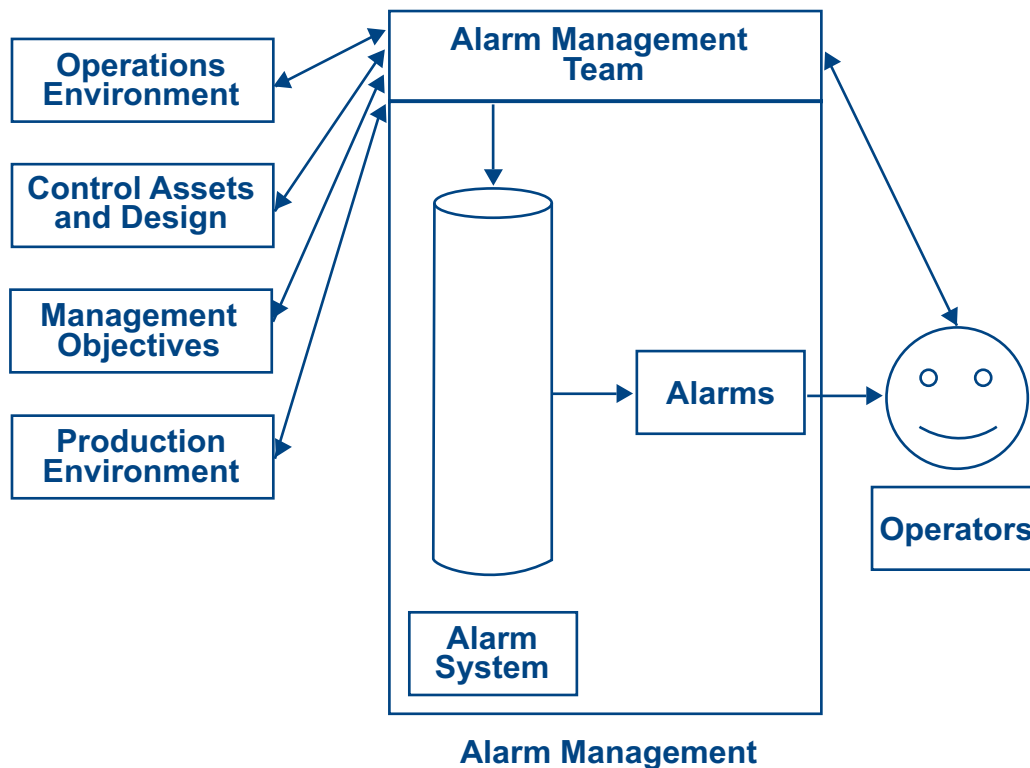 Alarm Management
Team
Operations
Environment
Control Assets
and Design
Management
Objectives
Production
Environment
Alarms
Operators
Alarm
System
Alarm Management